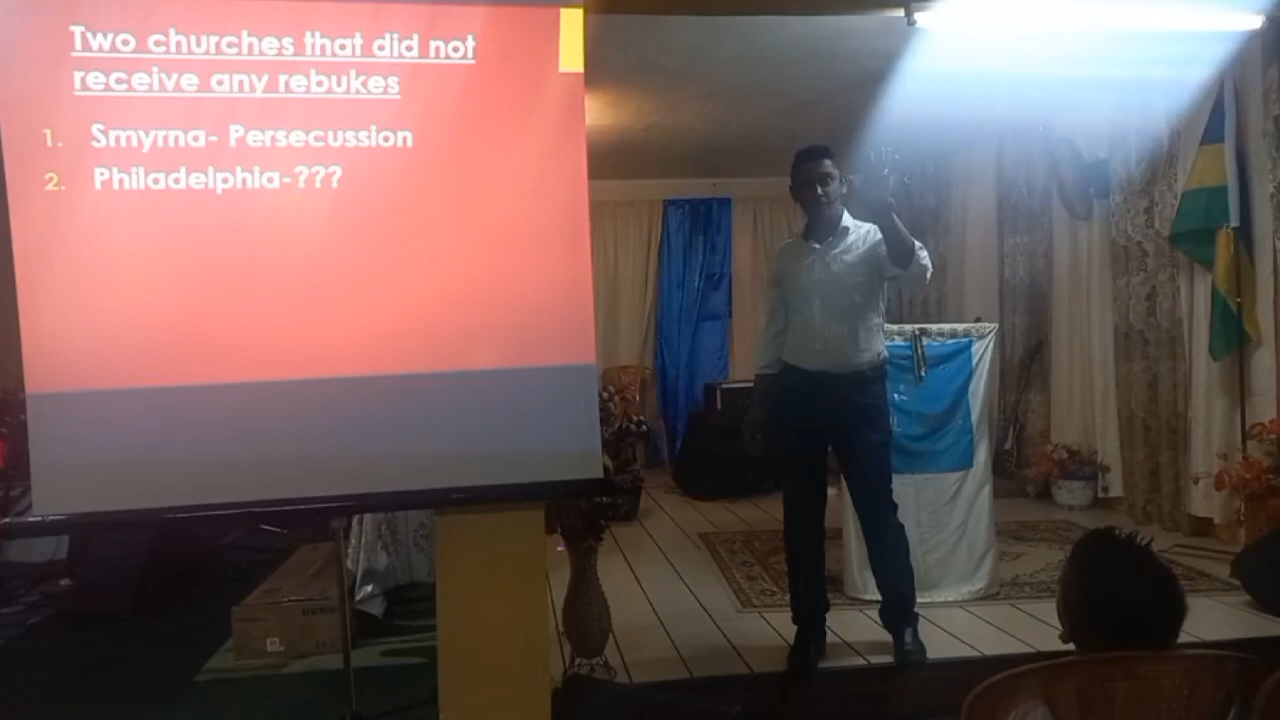 Two churches that did not
receive any rebukes
1. Smyrna- Persecussion
2. Philadelphia-???